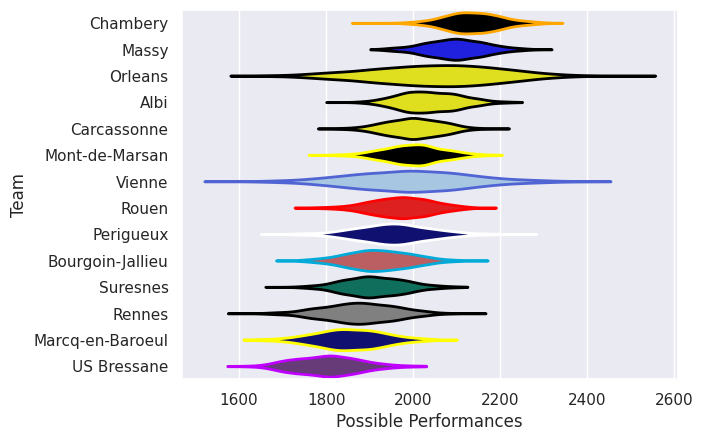 Chambery
Massy
Orleans
Albi
Carcassonne
Mont-de-Marsan
Vienne
Rouen
Perigueux
Bourgoin-Jallieu
Suresnes
Rennes
Marcq-en-Baroeul
US Bressane
Team
1600 1800 2000 2200 2400 2600
Possible Performances